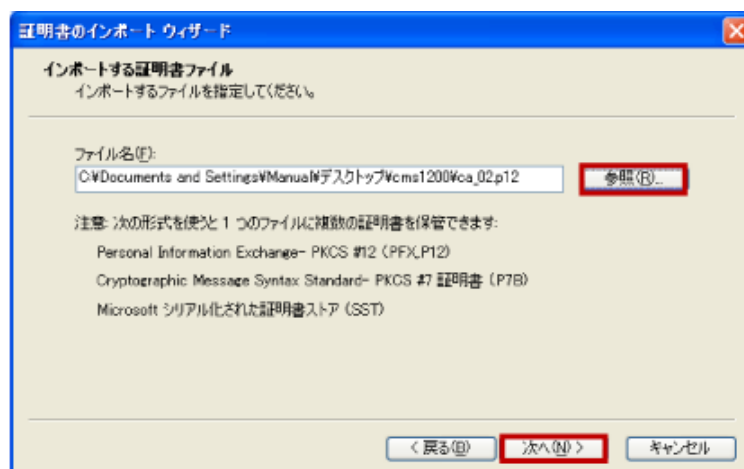 証明書のインポート ウィザード
インポートする証明書ファイル
インポートするファイルを指定してください。
ファイル名(F):
C:¥Documents and Settings¥Manual¥デスクトップ¥cms1200¥ca_02.p12
参照(R)...
注意: 次の形式を使うと 1 つのファイルに複数の証明書を保管できます:
Personal Information Exchange- PKCS #12 (PFX,P12)
Cryptographic Message Syntax Standard- PKCS #7 証明書 (P7B)
Microsoft シリアル化された証明書ストア (SST)
< 戻る(B)
次へ(N) >
キャンセル